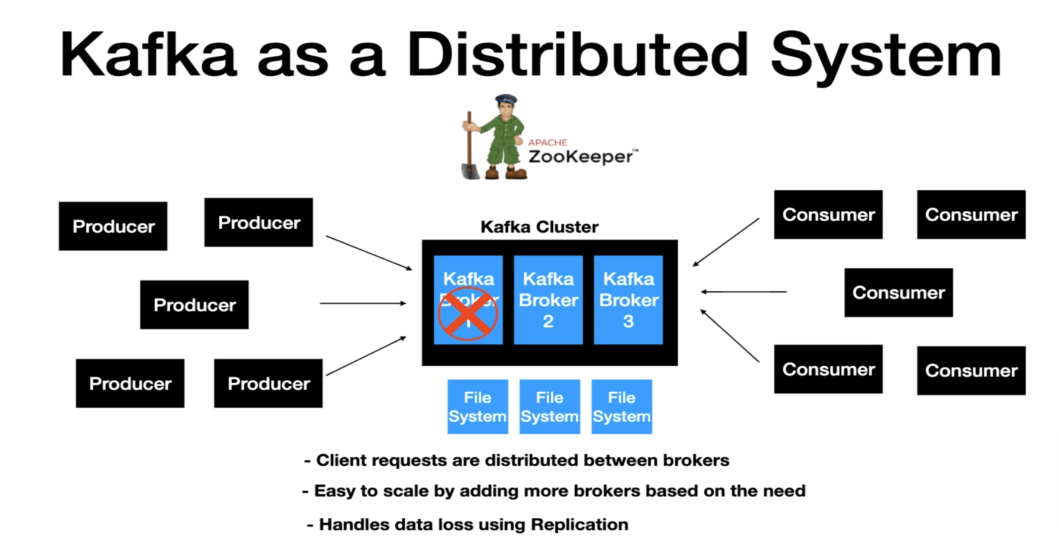 Kafka as a Distributed System
APACHE
ZooKeeper™
Producer
Producer
Producer
Producer
Producer
Kafka Cluster
Kafka
Broker
1
Kafka
Broker
2
Kafka
Broker
3
File
System
File
System
File
System
Consumer
Consumer
Consumer
Consumer
Consumer
- Client requests are distributed between brokers
- Easy to scale by adding more brokers based on the need
- Handles data loss using Replication